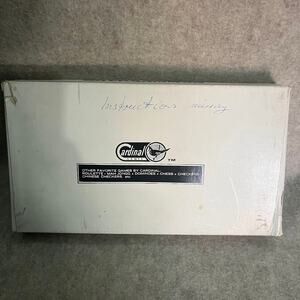 Instructions missing
Cardinal
TM
OTHER FAVORITE GAMES BY CARDINAL
ROULETTE • MAH JONGG • DOMINOES • CHESS • CHECKERS
CHINESE CHECKERS, etc.